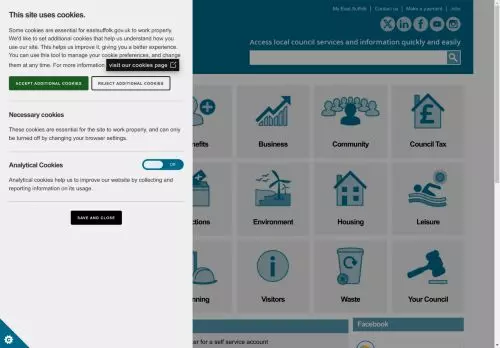 This site uses cookies.
Some cookies are essential for eastsuffolk.gov.uk to work properly.
We'd like to set additional cookies that help us understand how you
use our site. This helps us improve it, giving you a better experience.
You can use this tool to manage your cookie preferences, and change
them at any time. For more information visit our cookies page
ACCEPT ADDITIONAL COOKIES REJECT ADDITIONAL COOKIES
Necessary cookies
These cookies are essential for the site to work properly, and can only
be turned off by changing your browser settings.
Analytical Cookies Off
Analytical cookies help us to improve our website by collecting and
reporting information on its usage.
SAVE AND CLOSE
My East Suffolk Contact us Make a payment Jobs
Access local council services and information quickly and easily
nefits Business Community Council Tax
ctions Environment Housing Leisure
nning Visitors Waste Your Council
er for a self service account
Facebook